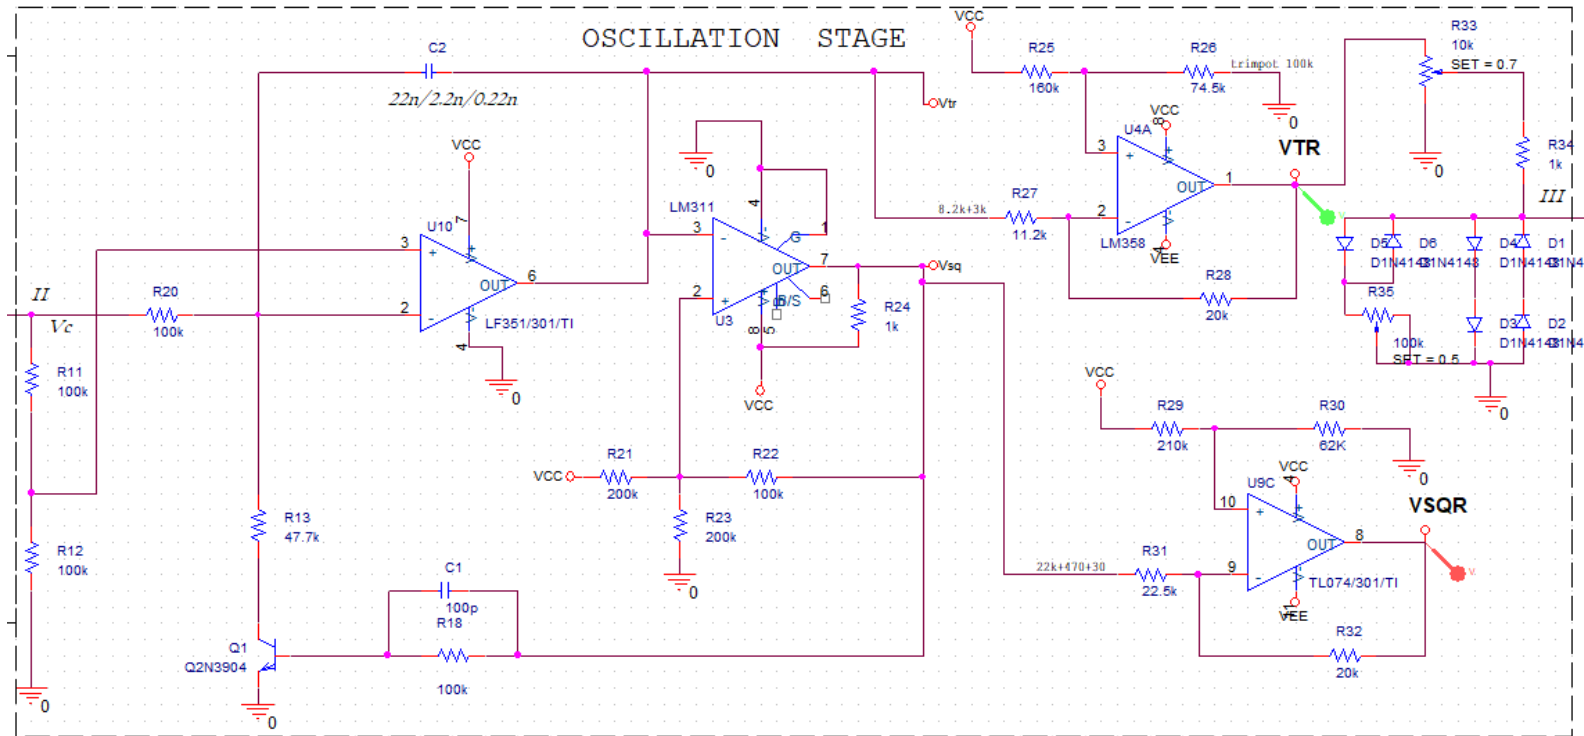 OSCILLATION STAGE
C2
22n/2.2n/0.22n
VCC
7
U10
3
+
OUT
6
2
-
LF351/301/TI
4
V+
V-
0
II
Vc
R20
100k
R11
100k
R12
100k
0
R13
47.7k
Q1
Q2N3904
0
C1
100p
R18
100k
0
4
V-
LM311
3
-
G
1
OUT
7
B/S
6
2
+
U3
V+
8
5
VCC
Vtr
Vsq
R24
1k
VCC
R21
200k
R22
100k
R23
200k
0
VCC
R25
160k
R26
74.5k
trimpot 100k
0
VCC
8
U4A
3
+
V+
OUT
1
2
-
V-
LM358
4
VEE
8.2k+3k
R27
11.2k
R28
20k
VTR
R33
10k
SET = 0.7
0
R34
1k
III
D5
D6
D4
D1
D1N4148
D3
D2
R35
100k
SET = 0.5
0
VCC
R29
210k
R30
62K
0
VCC
4
U9C
10
+
V+
OUT
8
9
-
V-
TL074/301/TI
11
VEE
22k+470+30
R31
22.5k
R32
20k
VSQR